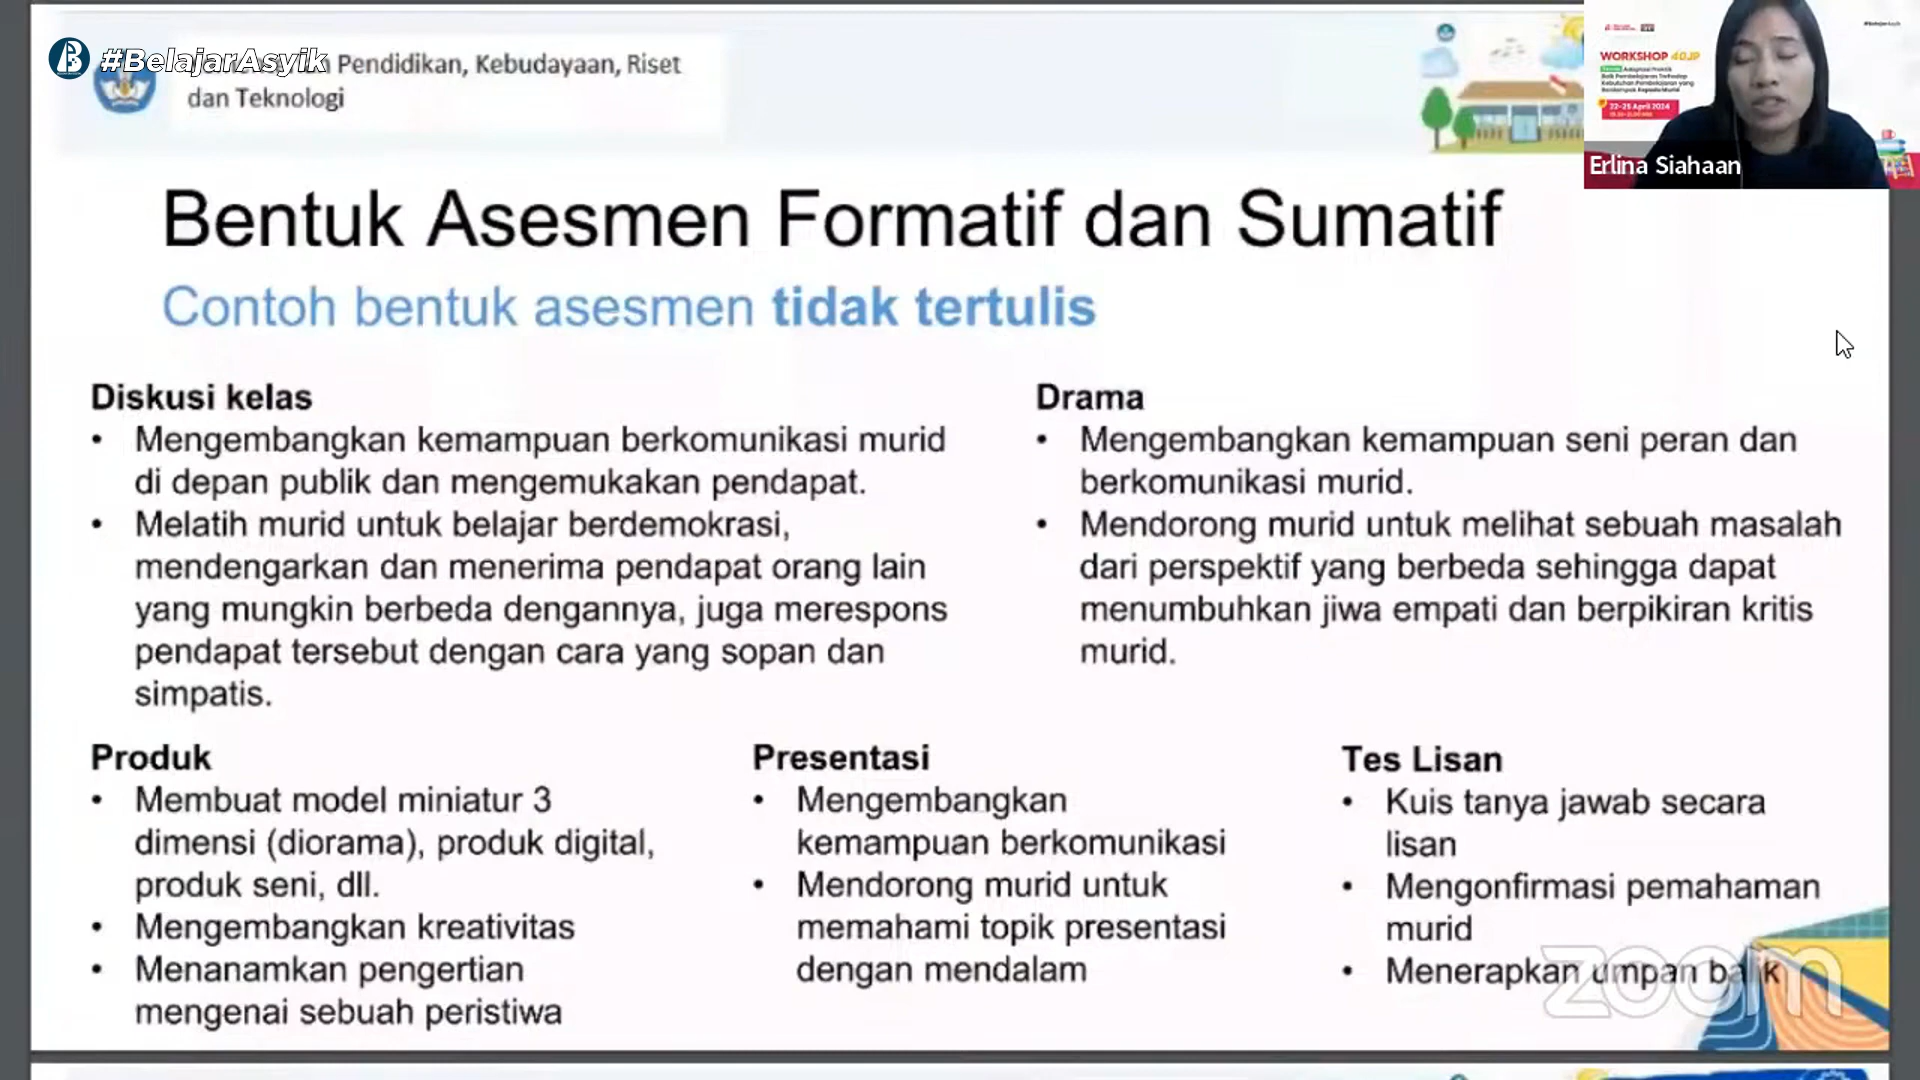 #BelajarAsyik
Pendidikan, Kebudayaan, Riset
dan Teknologi
WORKSHOP 40JP
22-25 April 2024
Erlina Siahaan
Bentuk Asesmen Formatif dan Sumatif
Contoh bentuk asesmen tidak tertulis
Diskusi kelas
• Mengembangkan kemampuan berkomunikasi murid
di depan publik dan mengemukakan pendapat.
• Melatih murid untuk belajar berdemokrasi,
mendengarkan dan menerima pendapat orang lain
yang mungkin berbeda dengannya, juga merespons
pendapat tersebut dengan cara yang sopan dan
simpatis.
Drama
• Mengembangkan kemampuan seni peran dan
berkomunikasi murid.
• Mendorong murid untuk melihat sebuah masalah
dari perspektif yang berbeda sehingga dapat
menumbuhkan jiwa empati dan berpikiran kritis
murid.
Produk
• Membuat model miniatur 3
dimensi (diorama), produk digital,
produk seni, dll.
• Mengembangkan kreativitas
• Menanamkan pengertian
mengenai sebuah peristiwa
Presentasi
• Mengembangkan
kemampuan berkomunikasi
• Mendorong murid untuk
memahami topik presentasi
dengan mendalam
Tes Lisan
• Kuis tanya jawab secara
lisan
• Mengonfirmasi pemahaman
murid
• Menerapkan umpan balik
zoom